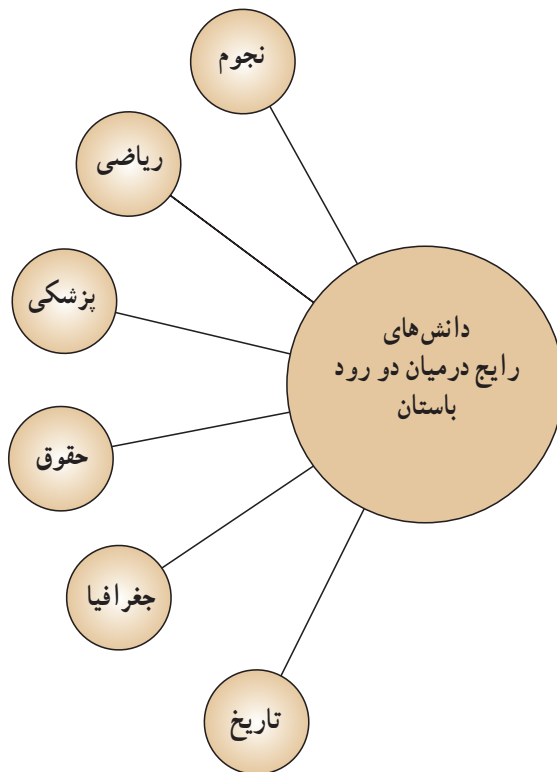 نجوم
ریاضی
پزشکی
دانش‌های
رایج درمیان دو رود
باستان
حقوق
جغرافیا
تاریخ